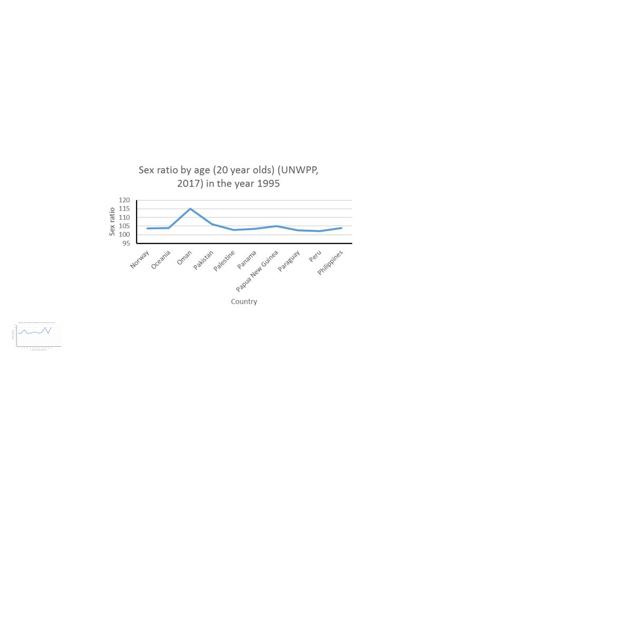 Sex ratio by age (20 year olds) (UNWPP,
2017) in the year 1995
120
115
110
105
100
95
Sex ratio
Norway
Oceania
Oman
Pakistan
Palestine
Panama
Papua New Guinea
Paraguay
Peru
Philippines
Country